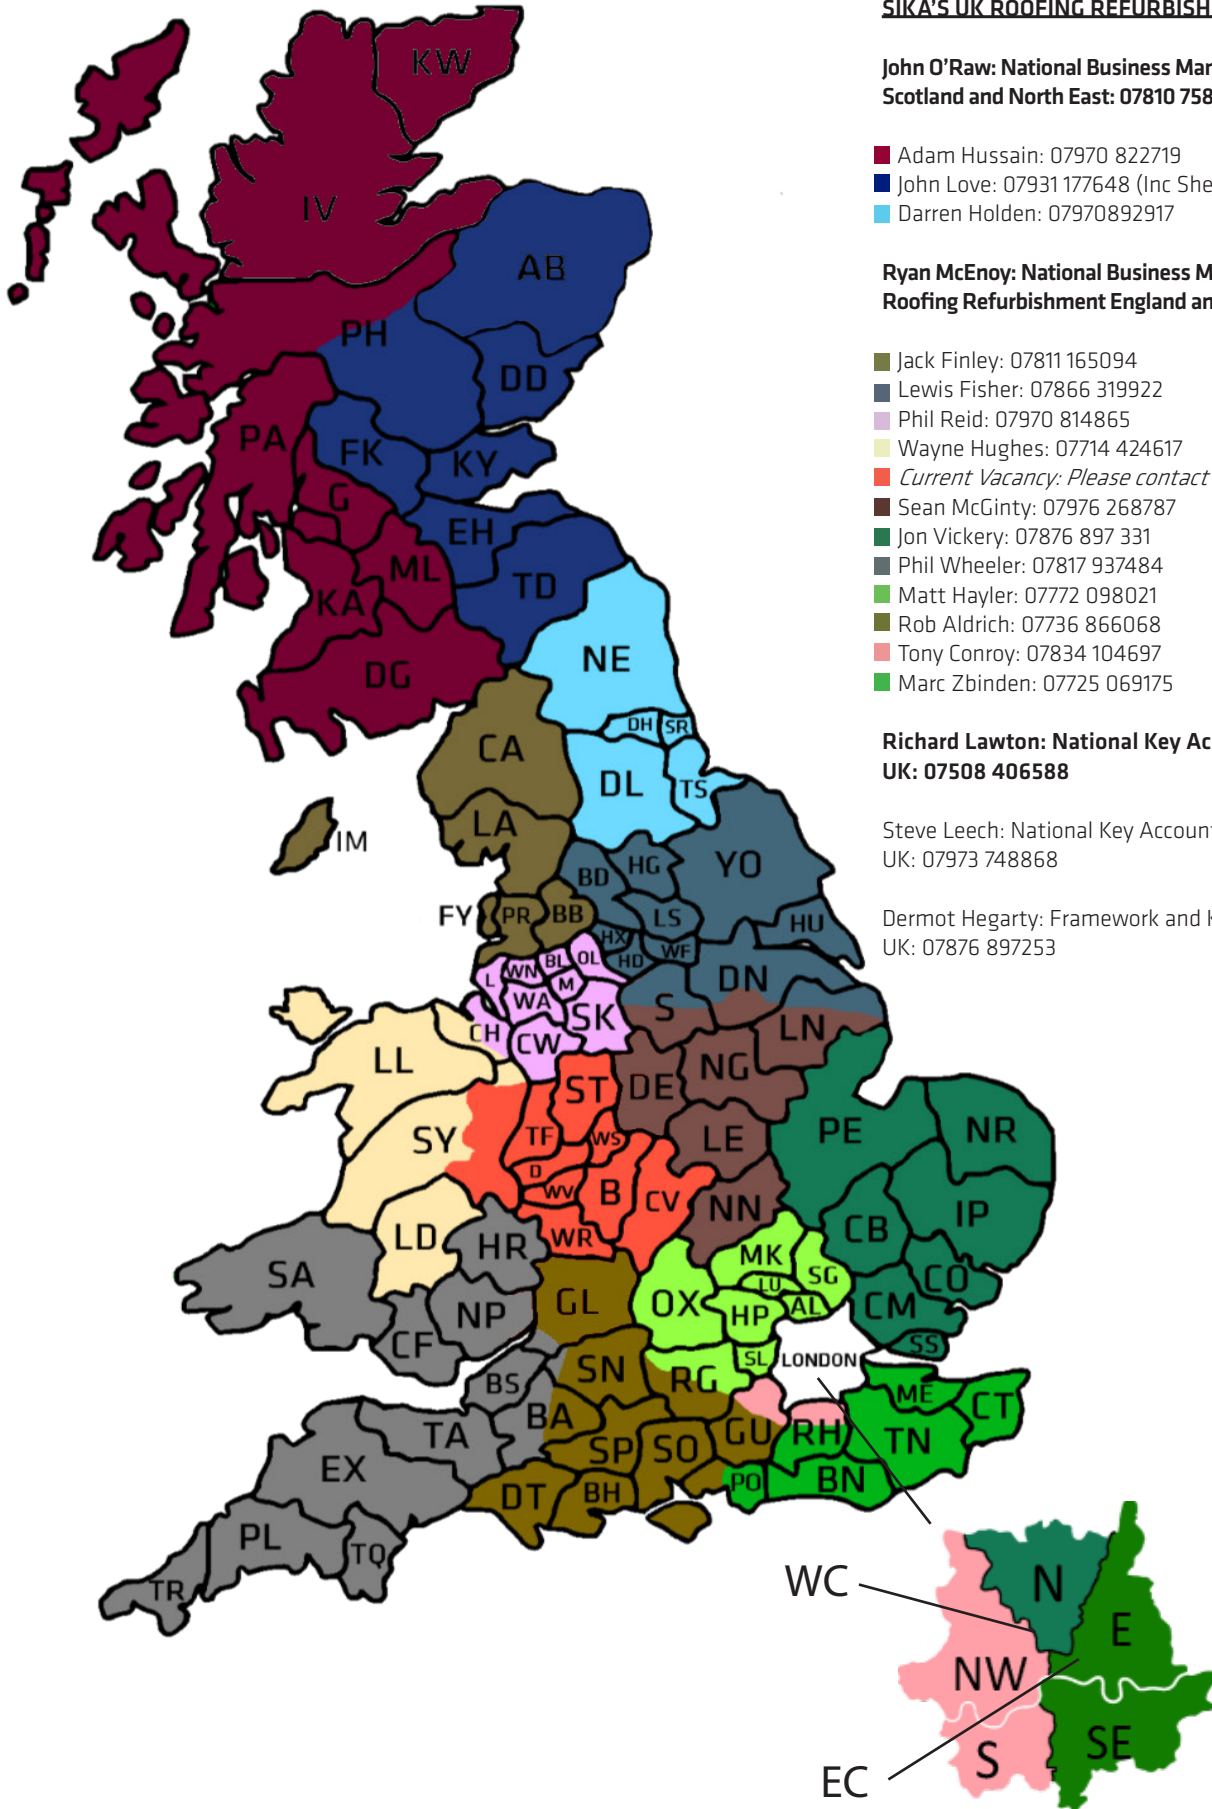 SIKA'S UK ROOFING REFURBISH
John O'Raw: National Business Mar
Scotland and North East: 07810 758
Adam Hussain: 07970 822719
John Love: 07931 177648 (Inc She
Darren Holden: 07970892917
Ryan McEnoy: National Business M
Roofing Refurbishment England an
Jack Finley: 07811 165094
Lewis Fisher: 07866 319922
Phil Reid: 07970 814865
Wayne Hughes: 07714 424617
Current Vacancy: Please contact
Sean McGinty: 07976 268787
Jon Vickery: 07876 897 331
Phil Wheeler: 07817 937484
Matt Hayler: 07772 098021
Rob Aldrich: 07736 866068
Tony Conroy: 07834 104697
Marc Zbinden: 07725 069175
Richard Lawton: National Key Ac
UK: 07508 406588
Steve Leech: National Key Account
UK: 07973 748868
Dermot Hegarty: Framework and K
UK: 07876 897253
KW
IV
AB
PH
DD
PA
FK
KY
G
EH
ML
TD
KA
DG
NE
DH
SR
CA
DL
TS
LA
IM
BD
HG
YO
FY
PR
BB
LS
HU
HX
WF
HD
L
WN
BL
OL
M
WA
DN
S
SK
LN
CH
CW
LL
ST
DE
NG
SY
TF
WS
LE
PE
NR
D
WV
B
CV
NN
CB
IP
LD
HR
WR
MK
SG
CO
SA
LU
GL
OX
HP
AL
CM
NP
CF
SS
SN
SL
LONDON
BS
RG
ME
CT
BA
TA
GU
RH
TN
SP
SO
EX
PO
BN
DT
BH
PL
TQ
TR
WC
N
E
NW
SE
S
EC